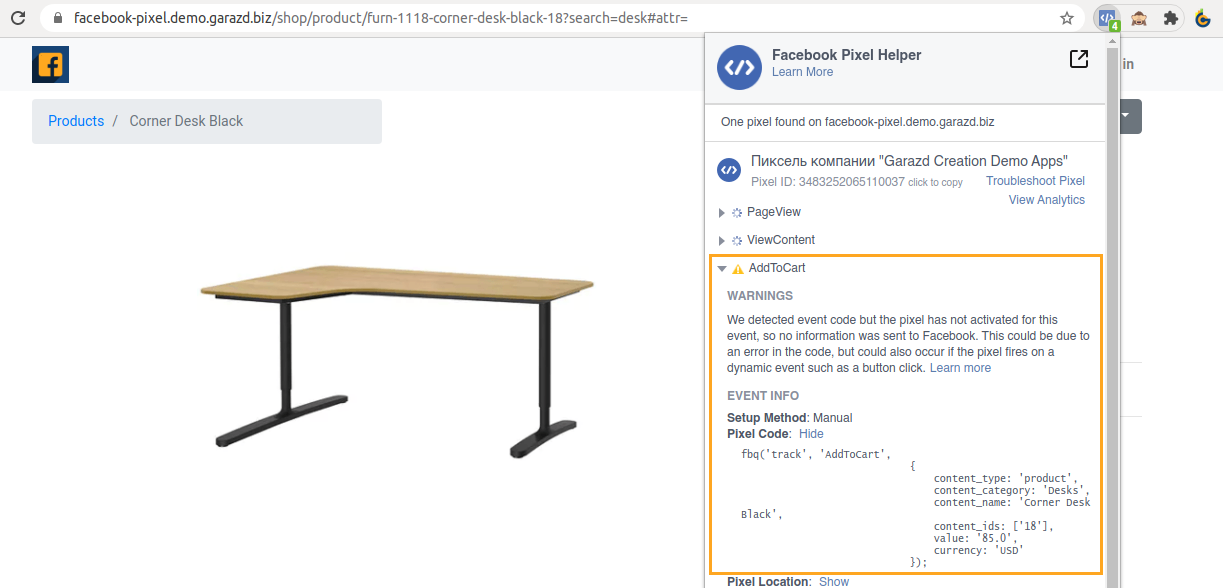 facebook-pixel.demo.garazd.biz/shop/product/furn-1118-corner-desk-black-18?search=desk#attr=
4
Facebook Pixel Helper
Learn More
in
Products / Corner Desk Black
One pixel found on facebook-pixel.demo.garazd.biz
Пиксель компании "Garazd Creation Demo Apps"
Pixel ID: 3483252065110037 click to copy
Troubleshoot Pixel
View Analytics
PageView
ViewContent
AddToCart
WARNINGS
We detected event code but the pixel has not activated for this
event, so no information was sent to Facebook. This could be due to
an error in the code, but could also occur if the pixel fires on a
dynamic event such as a button click. Learn more
EVENT INFO
Setup Method: Manual
Pixel Code: Hide
fbq('track', 'AddToCart',
{
content_type: 'product',
content_category: 'Desks',
content_name: 'Corner Desk
Black',
content_ids: ['18'],
value: '85.0',
currency: 'USD'
});
Pixel Location: Show